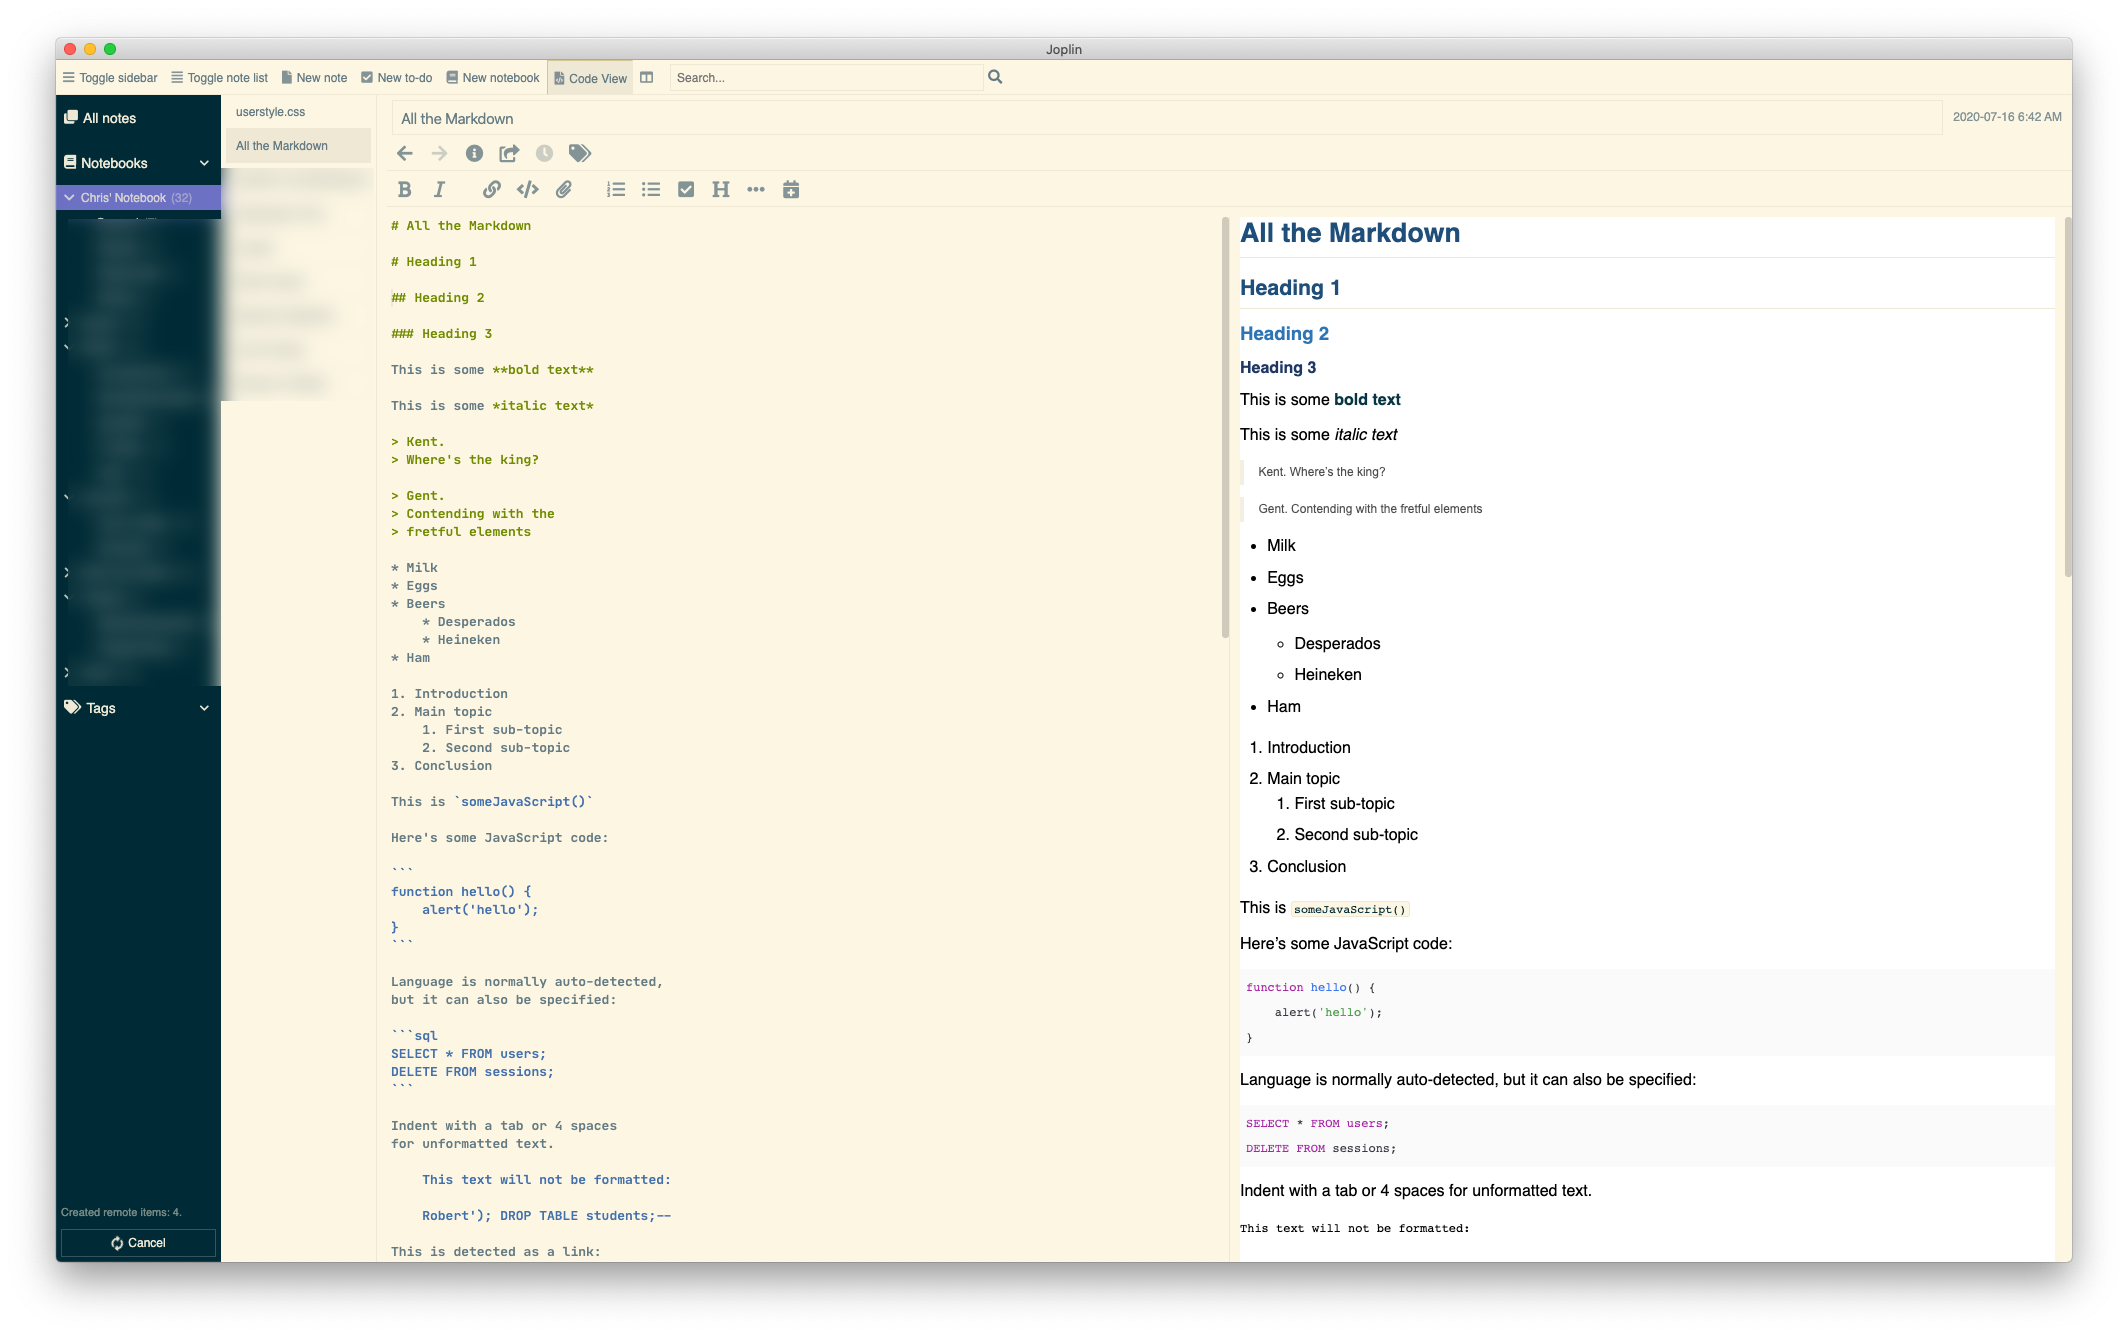 Joplin
Toggle sidebar Toggle note list New note New to-do New notebook Code View Search...
All notes
Notebooks
Chris' Notebook (32)
Tags
Created remote items: 4.
Cancel
userstyle.css
All the Markdown
All the Markdown
2020-07-16 6:42 AM
# All the Markdown
# Heading 1
## Heading 2
### Heading 3
This is some **bold text**
This is some *italic text*
> Kent.
> Where's the king?
> Gent.
> Contending with the
> fretful elements
* Milk
* Eggs
* Beers
    * Desperados
    * Heineken
* Ham
1. Introduction
2. Main topic
    1. First sub-topic
    2. Second sub-topic
3. Conclusion
This is `someJavaScript()`
Here's some JavaScript code:
```
function hello() {
    alert('hello');
}
```
Language is normally auto-detected,
but it can also be specified:
```sql
SELECT * FROM users;
DELETE FROM sessions;
```
Indent with a tab or 4 spaces
for unformatted text.
    This text will not be formatted:
    Robert'); DROP TABLE students;--
This is detected as a link:
All the Markdown
Heading 1
Heading 2
Heading 3
This is some bold text
This is some italic text
Kent. Where’s the king?
Gent. Contending with the fretful elements
• Milk
• Eggs
• Beers
◦ Desperados
◦ Heineken
• Ham
1. Introduction
2. Main topic
1. First sub-topic
2. Second sub-topic
3. Conclusion
This is someJavaScript()
Here’s some JavaScript code:
function hello() {
    alert('hello');
}
Language is normally auto-detected, but it can also be specified:
SELECT * FROM users;
DELETE FROM sessions;
Indent with a tab or 4 spaces for unformatted text.
This text will not be formatted: